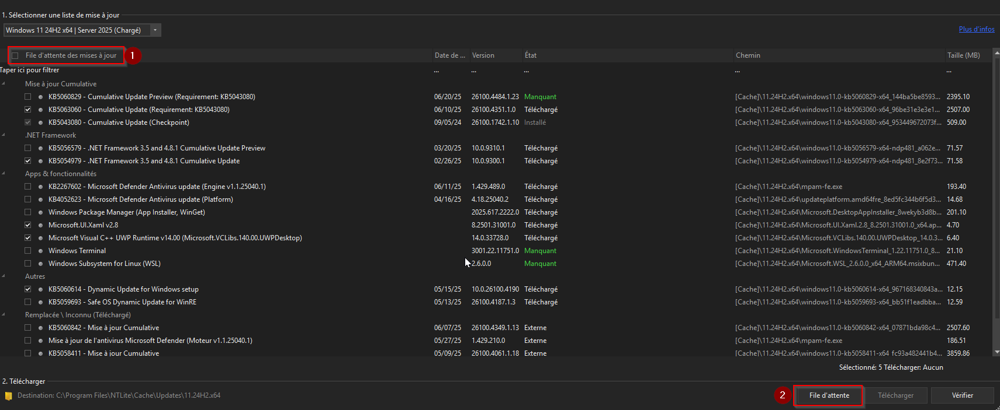 1. Sélectionner une liste de mise à jour
Windows 11 24H2 x64 | Server 2025 (Chargé)
Plus d'infos
File d'attente des mises à jour 1 Date de ... Version État Chemin Taille (MB)
Taper ici pour filtrer ... ... ... ... ...
Mise à jour Cumulative
KB5060829 - Cumulative Update Preview (Requirement: KB5043080) 06/20/25 26100.4484.1.23 Manquant [Cache]\11.24H2.x64\windows11.0-kb5060829-x64_144ba5be8593... 2395.10
KB5063060 - Cumulative Update (Requirement: KB5043080) 06/10/25 26100.4351.1.0 Téléchargé [Cache]\11.24H2.x64\windows11.0-kb5063060-x64_96be31e3e3e1... 2507.00
KB5043080 - Cumulative Update (Checkpoint) 09/05/24 26100.1742.1.10 Installé [Cache]\11.24H2.x64\windows11.0-kb5043080-x64_953449672073f... 509.00
.NET Framework
KB5056579 - .NET Framework 3.5 and 4.8.1 Cumulative Update Preview 03/20/25 10.0.9310.1 Téléchargé [Cache]\11.24H2.x64\windows11.0-kb5056579-x64-ndp481_a062e... 71.57
KB5054979 - .NET Framework 3.5 and 4.8.1 Cumulative Update 02/26/25 10.0.9300.1 Téléchargé [Cache]\11.24H2.x64\windows11.0-kb5054979-x64-ndp481_8e2f73... 71.58
Apps & fonctionnalités
KB2267602 - Microsoft Defender Antivirus update (Engine v1.1.25040.1) 06/11/25 1.429.489.0 Téléchargé [Cache]\11.24H2.x64\mpam-fe.exe 193.40
KB4052623 - Microsoft Defender Antivirus update (Platform) 04/16/25 4.18.25040.2 Téléchargé [Cache]\11.24H2.x64\updateplatform.amd64fre_8ed5fc344b6f5d3... 14.68
Windows Package Manager (App Installer, WinGet) 2025.617.2222.0 Téléchargé [Cache]\11.24H2.x64\Microsoft.DesktopAppInstaller_8wekyb3d8b... 201.10
Microsoft.UI.Xaml v2.8 8.2501.31001.0 Téléchargé [Cache]\11.24H2.x64\Microsoft.UI.Xaml.2.8_8.2501.31001.0_x64.ap... 4.70
Microsoft Visual C++ UWP Runtime v14.00 (Microsoft.VCLibs.140.00.UWPDesktop) 14.0.33728.0 Téléchargé [Cache]\11.24H2.x64\Microsoft.VCLibs.140.00.UWPDesktop_14.0.3... 6.40
Windows Terminal 3001.22.11751.0 Manquant [Cache]\11.24H2.x64\Microsoft.WindowsTerminal_1.22.11751.0_8... 21.10
Windows Subsystem for Linux (WSL) 2.6.0.0 Manquant [Cache]\11.24H2.x64\Microsoft.WSL_2.6.0.0_x64_ARM64.msixbun... 471.40
Autres
KB5060614 - Dynamic Update for Windows setup 05/15/25 10.0.26100.4190 Téléchargé [Cache]\11.24H2.x64\windows11.0-kb5060614-x64_967168340843a... 12.15
KB5059693 - Safe OS Dynamic Update for WinRE 05/13/25 26100.4187.1.3 Téléchargé [Cache]\11.24H2.x64\windows11.0-kb5059693-x64_bb51f1eadbba... 12.59
Remplacée \ Inconnu (Téléchargé)
KB5060842 - Mise à jour Cumulative 06/07/25 26100.4349.1.13 Externe [Cache]\11.24H2.x64\windows11.0-kb5060842-x64_07871bda98c4... 2507.60
Mise à jour de l'antivirus Microsoft Defender (Moteur v1.1.25040.1) 05/27/25 1.429.210.0 Externe [Cache]\11.24H2.x64\mpam-fe.exe 186.51
KB5058411 - Mise à jour Cumulative 05/09/25 26100.4061.1.18 Externe [Cache]\11.24H2.x64\windows11.0-kb5058411-x64_fc93a482441b4... 3859.86
Sélectionné: 5 Télécharger: Aucun
2. Télécharger
Destination: C:\Program Files\NTLite\Cache\Updates\11.24H2.x64 2 File d'attente Télécharger Vérifier